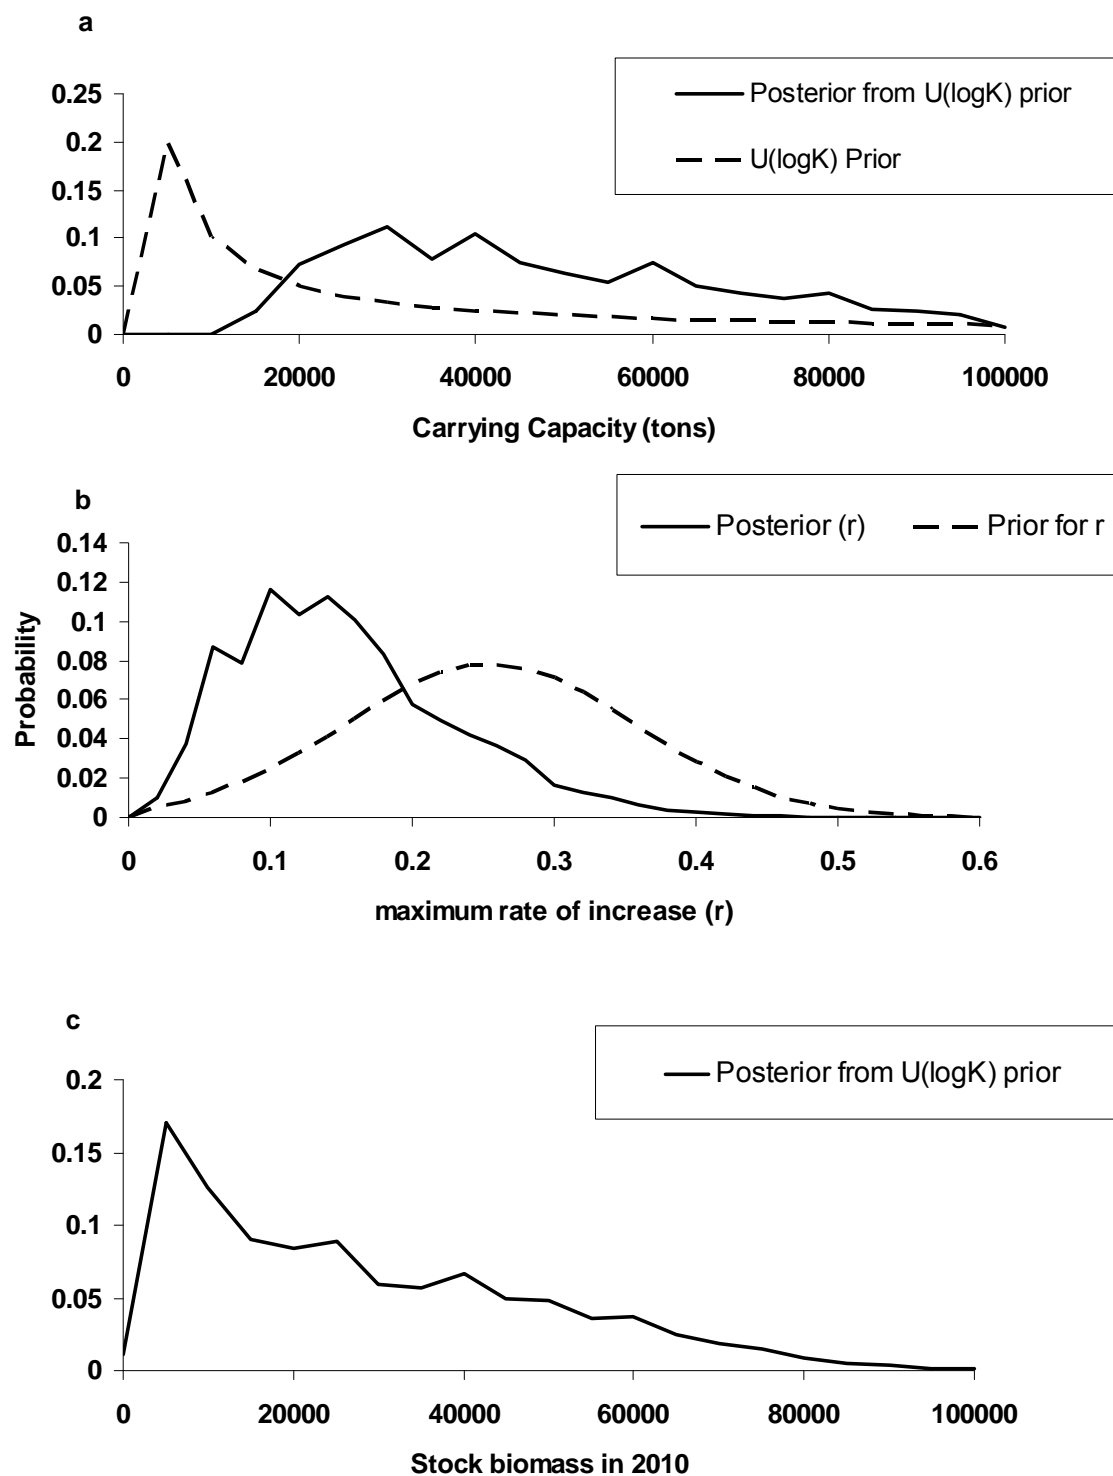 a
Posterior from U(logK) prior
U(logK) Prior
0.25
0.2
0.15
0.1
0.05
0
0 20000 40000 60000 80000 100000
Carrying Capacity (tons)
b
Posterior (r) Prior for r
Probability
0.14
0.12
0.1
0.08
0.06
0.04
0.02
0
0 0.1 0.2 0.3 0.4 0.5 0.6
maximum rate of increase (r)
c
Posterior from U(logK) prior
0.2
0.15
0.1
0.05
0
0 20000 40000 60000 80000 100000
Stock biomass in 2010